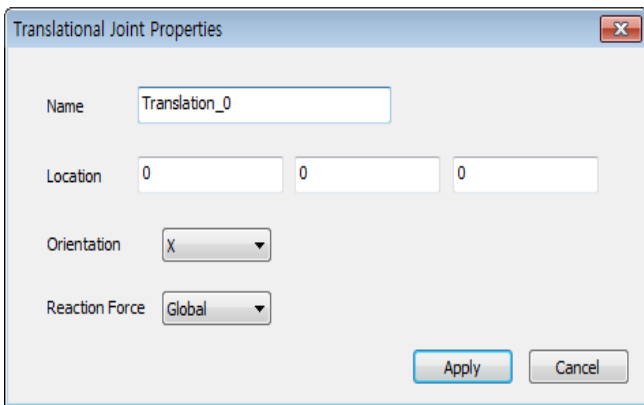 Translational Joint Properties
Name Translation_0
Location 0 0 0
Orientation X
Reaction Force Global
Apply Cancel